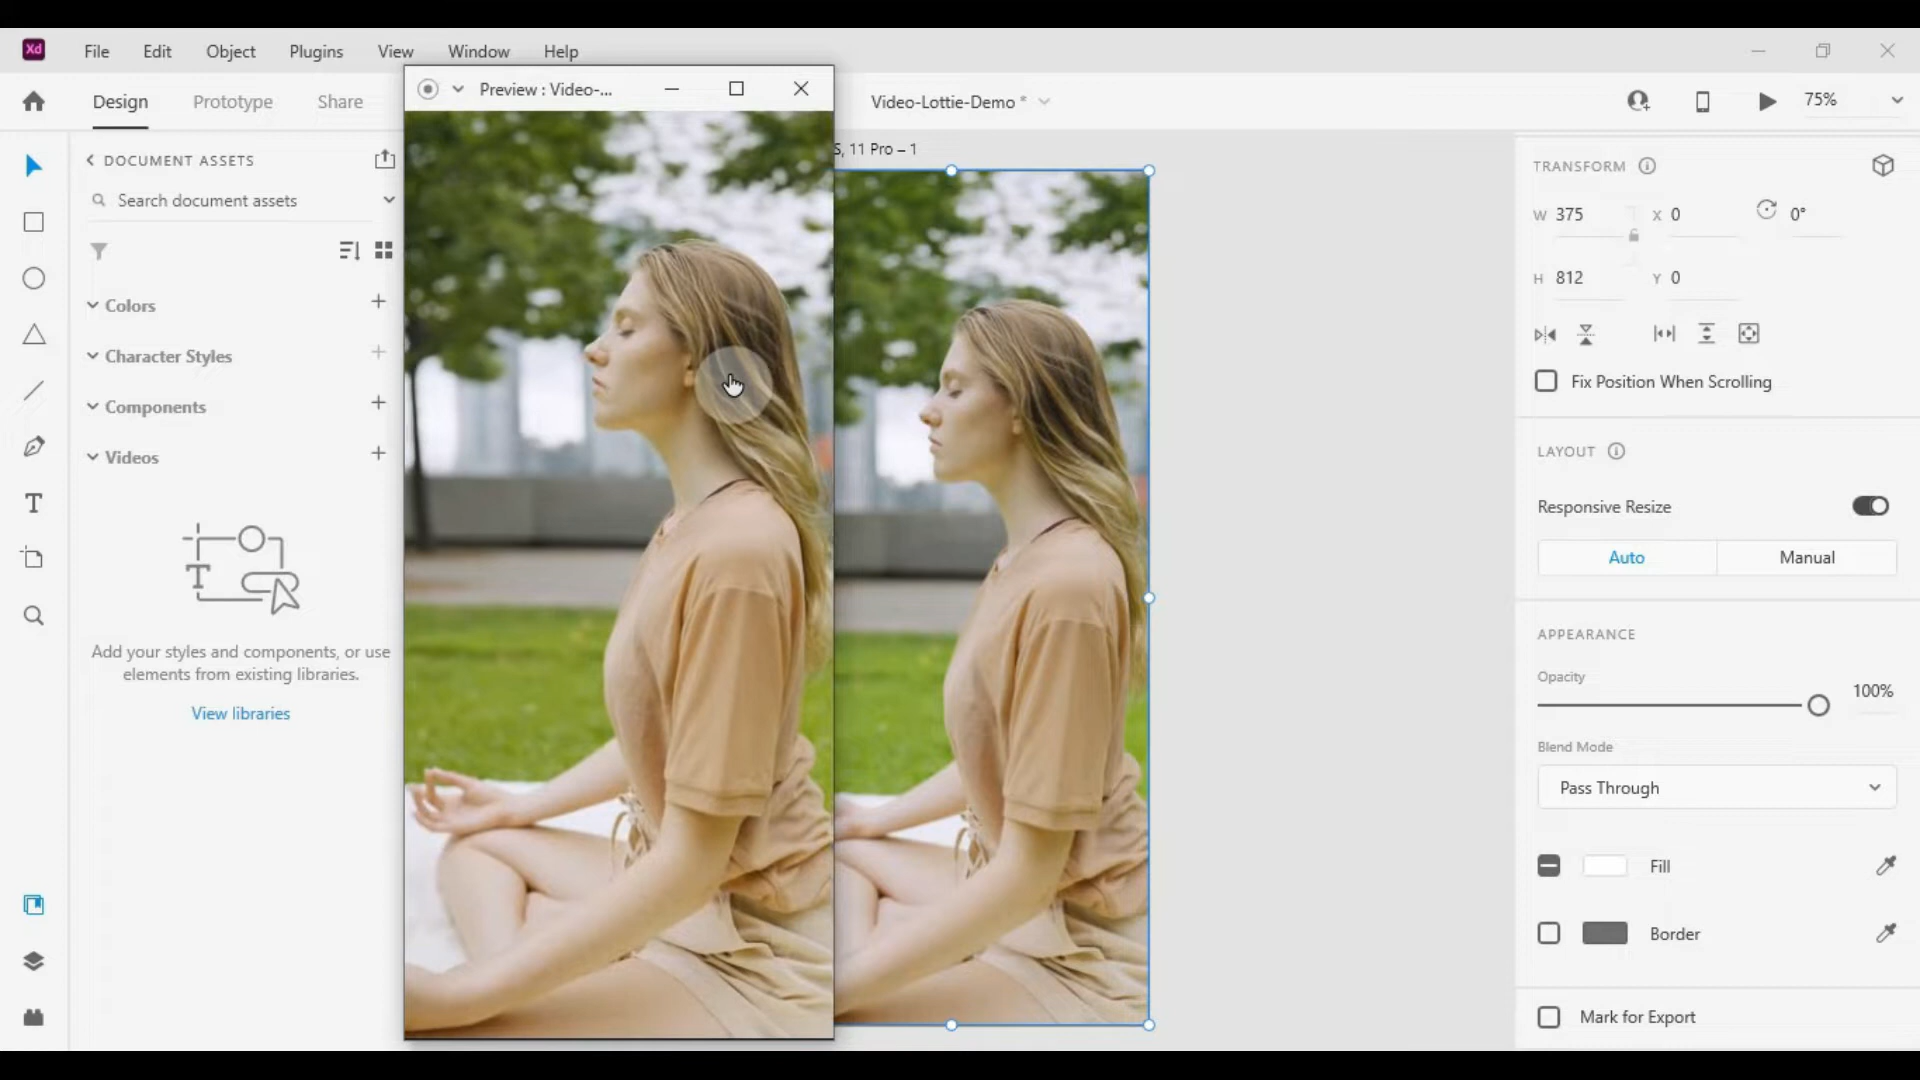 Xd
File Edit Object Plugins View Window Help
Design Prototype Share
Preview : Video-...
Video-Lottie-Demo *
75%
DOCUMENT ASSETS
Search document assets
Colors
Character Styles
Components
Videos
T
Add your styles and components, or use
elements from existing libraries.
View libraries
S, 11 Pro – 1
TRANSFORM
W 375 X 0 0°
H 812 Y 0
Fix Position When Scrolling
LAYOUT
Responsive Resize
Auto Manual
APPEARANCE
Opacity
100%
Blend Mode
Pass Through
Fill
Border
Mark for Export